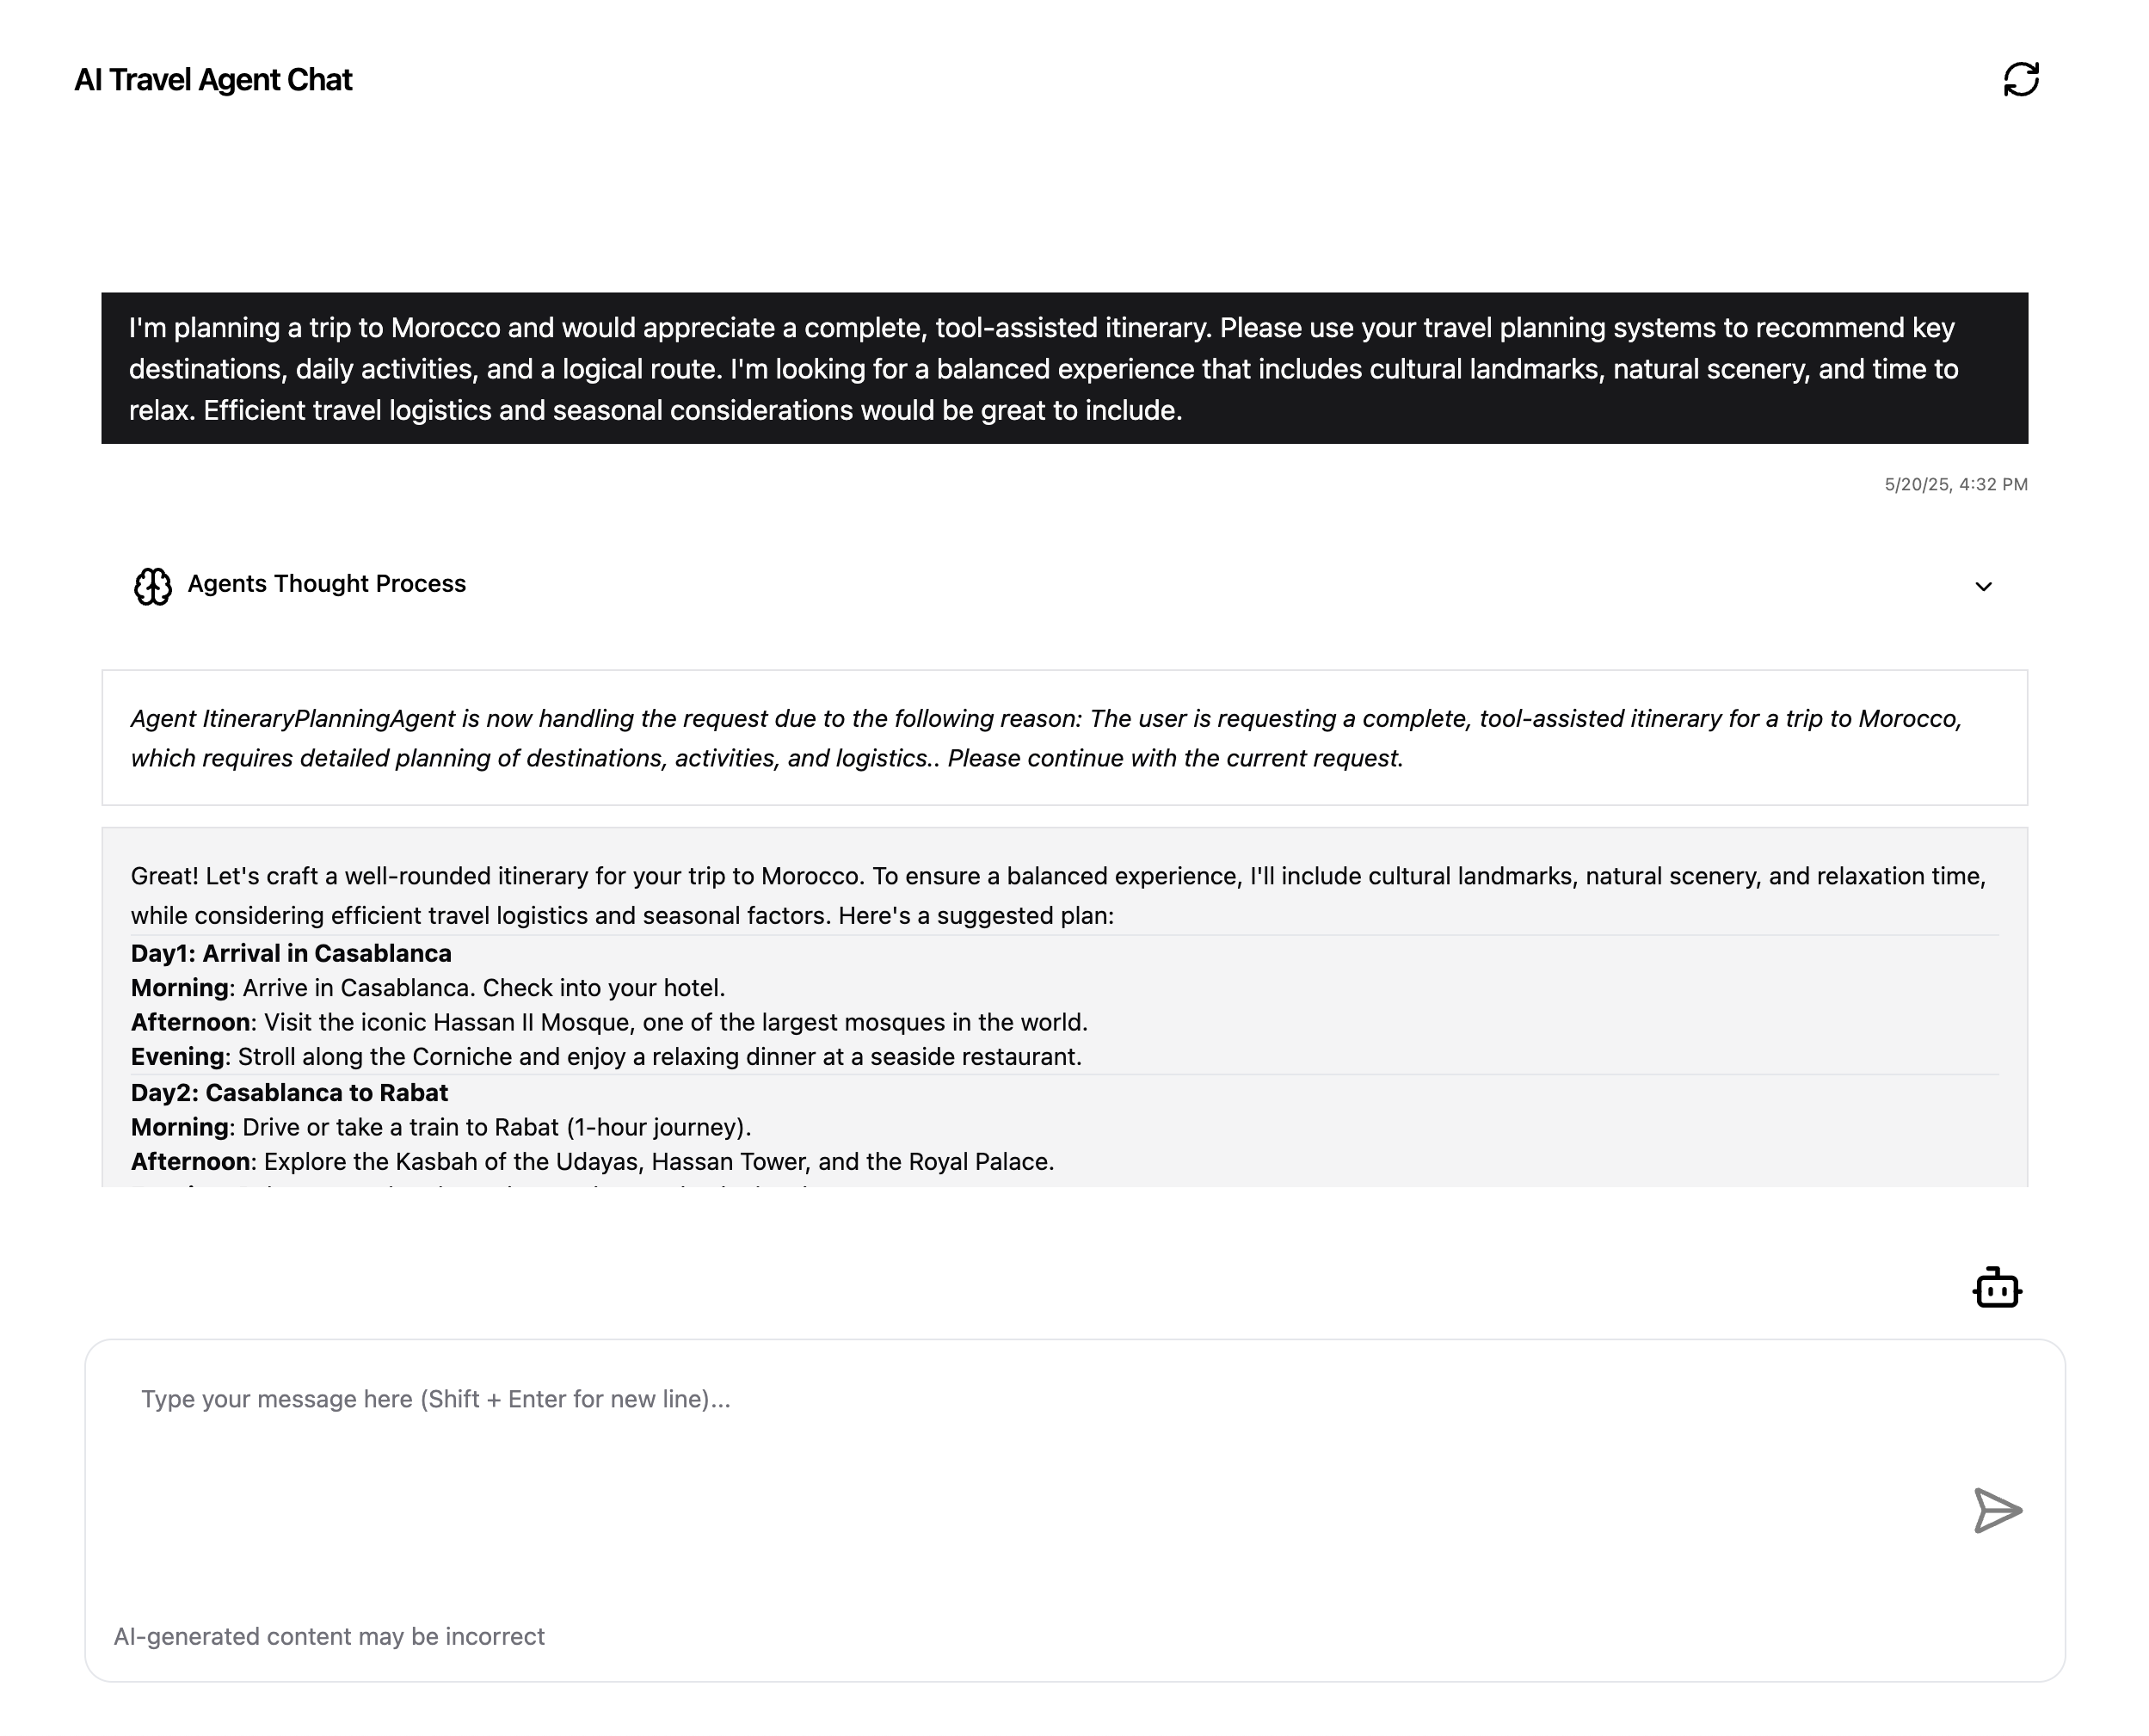 AI Travel Agent Chat
I'm planning a trip to Morocco and would appreciate a complete, tool-assisted itinerary. Please use your travel planning systems to recommend key
destinations, daily activities, and a logical route. I'm looking for a balanced experience that includes cultural landmarks, natural scenery, and time to
relax. Efficient travel logistics and seasonal considerations would be great to include.
5/20/25, 4:32 PM
Agents Thought Process
Agent ItineraryPlanningAgent is now handling the request due to the following reason: The user is requesting a complete, tool-assisted itinerary for a trip to Morocco,
which requires detailed planning of destinations, activities, and logistics.. Please continue with the current request.
Great! Let's craft a well-rounded itinerary for your trip to Morocco. To ensure a balanced experience, I'll include cultural landmarks, natural scenery, and relaxation time,
while considering efficient travel logistics and seasonal factors. Here's a suggested plan:
Day1: Arrival in Casablanca
Morning: Arrive in Casablanca. Check into your hotel.
Afternoon: Visit the iconic Hassan II Mosque, one of the largest mosques in the world.
Evening: Stroll along the Corniche and enjoy a relaxing dinner at a seaside restaurant.
Day2: Casablanca to Rabat
Morning: Drive or take a train to Rabat (1-hour journey).
Afternoon: Explore the Kasbah of the Udayas, Hassan Tower, and the Royal Palace.
Type your message here (Shift + Enter for new line)...
AI-generated content may be incorrect